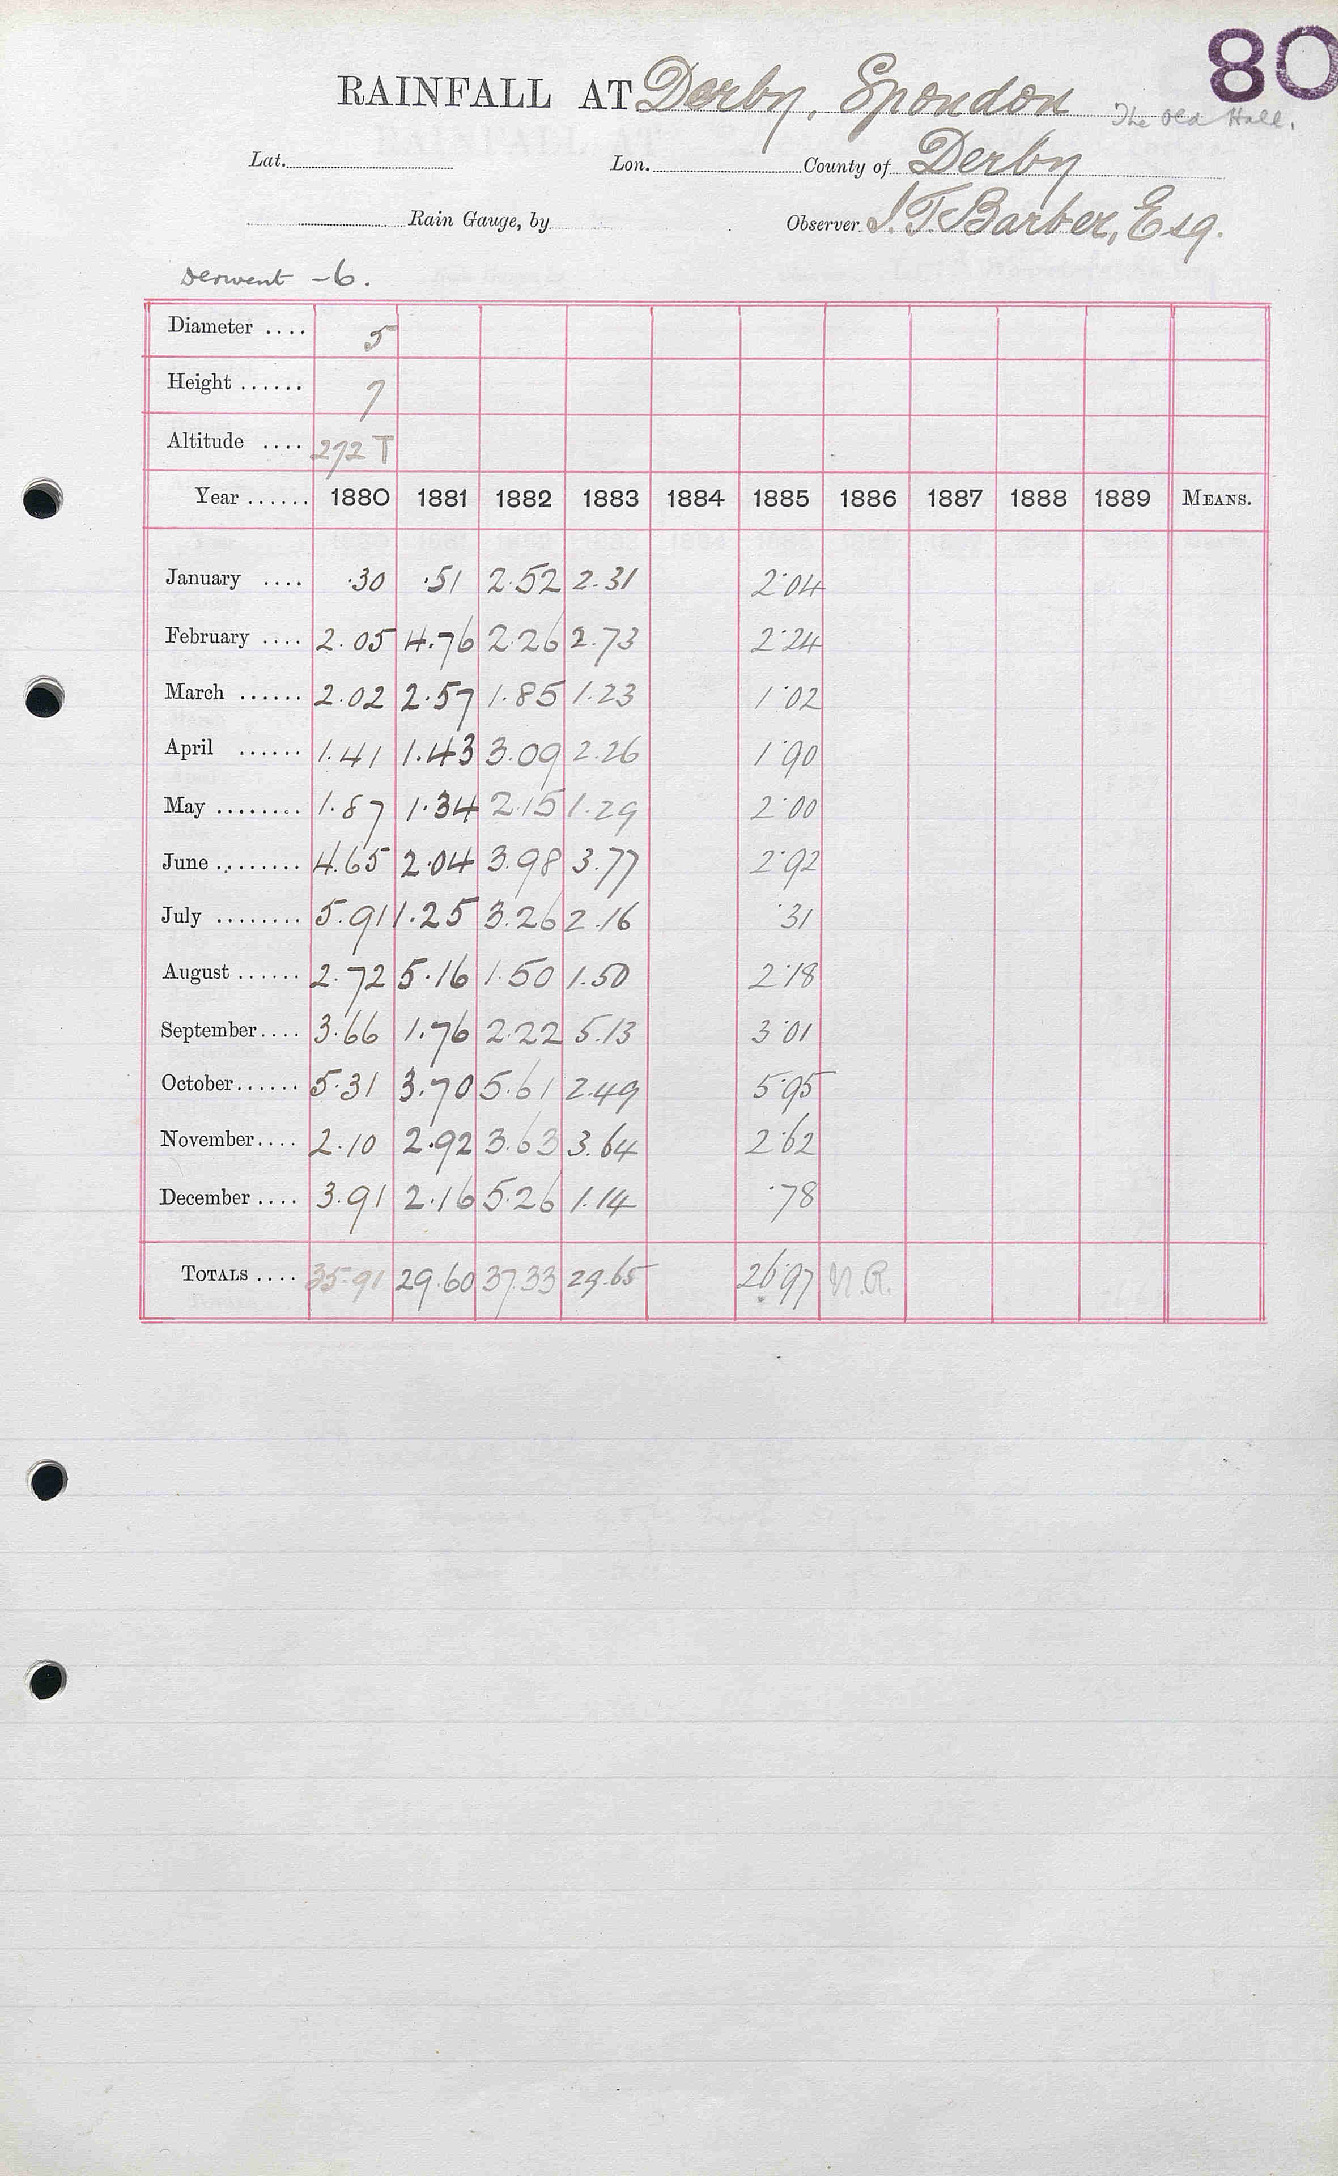 80
RAINFALL AT Derby, Spondon The Old Hall.
Lat. Lon. County of Derby
Rain Gauge, by Observer J.T. Barber, Esq.
Derwent -6.
Diameter .... 5
Height ...... 7
Altitude .... 272 T
Year ...... 1880 1881 1882 1883 1884 1885 1886 1887 1888 1889 MEANS.
January .... .30 .51 2.52 2.31 2.04
February .... 2.05 4.76 2.26 2.73 2.24
March ...... 2.02 2.57 1.85 1.23 1.02
April ...... 1.41 1.43 3.09 2.26 1.90
May ........ 1.87 1.34 2.15 1.29 2.00
June ........ 4.65 2.04 3.98 3.77 2.92
July ........ 5.91 1.25 3.26 2.16 .31
August ...... 2.72 5.16 1.50 1.50 2.18
September .... 3.66 1.76 2.22 5.13 3.01
October ...... 5.31 3.70 5.61 2.49 5.95
November .... 2.10 2.92 3.63 3.64 2.62
December .... 3.91 2.16 5.26 1.14 .78
TOTALS .... 35.91 29.60 37.33 29.65 26.97 N.R.